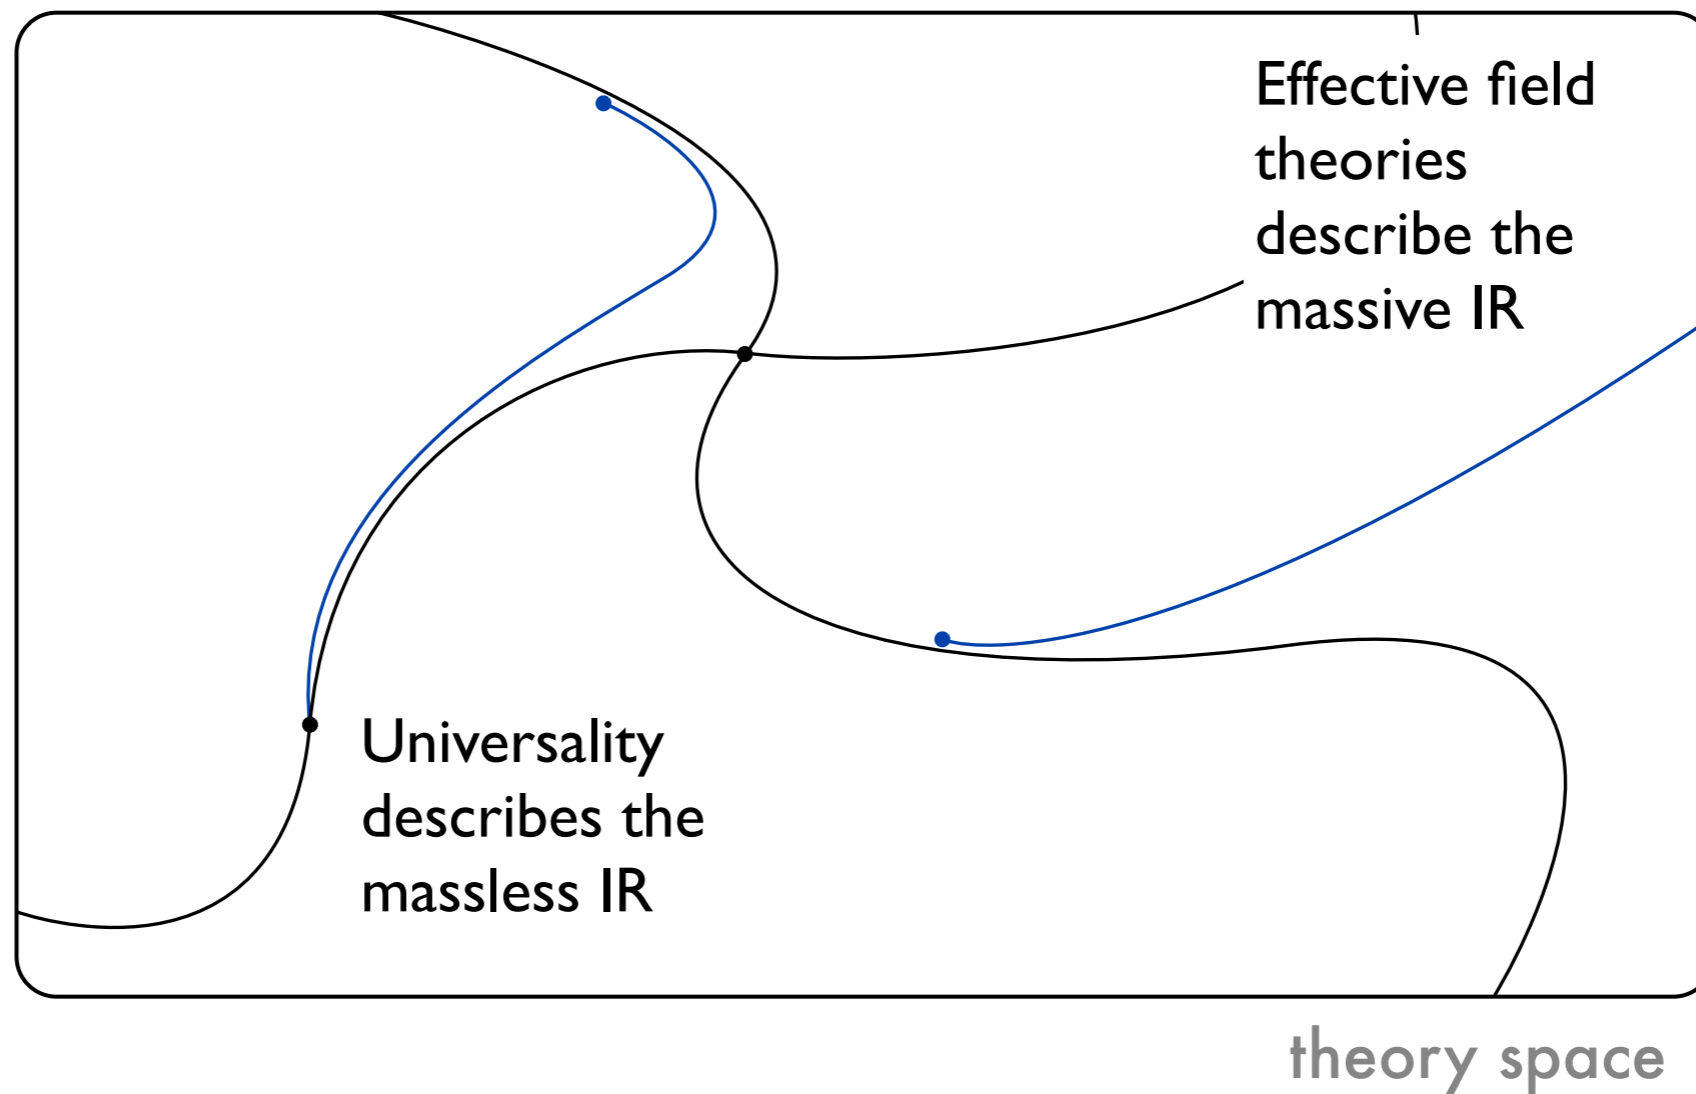 Effective field
theories
describe the
massive IR
Universality
describes the
massless IR
theory space